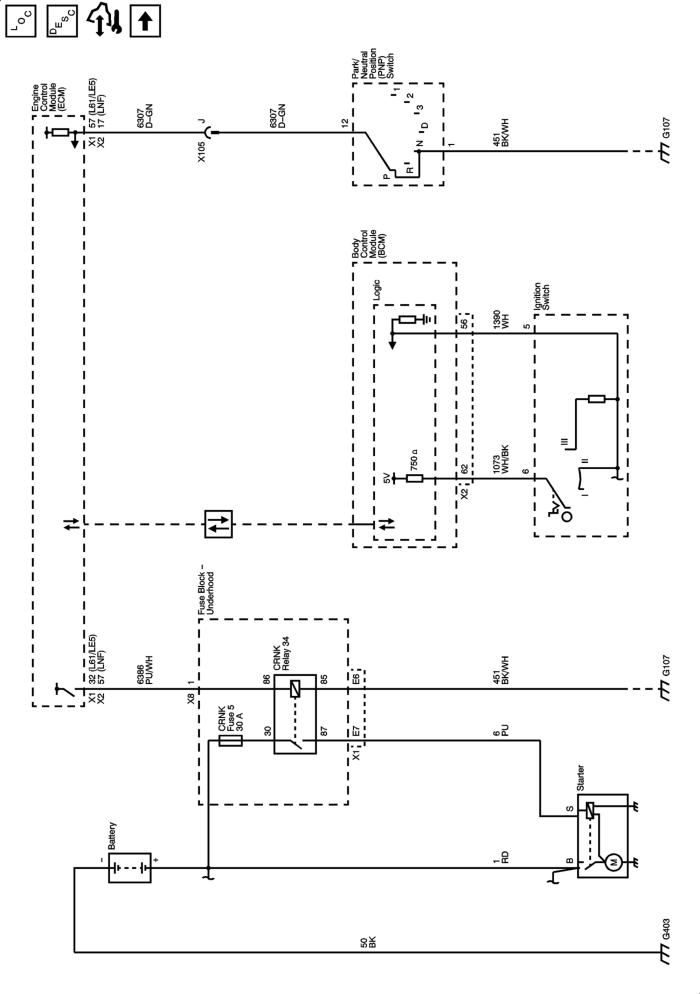 LOC
DESC
Engine
Control
Module
(ECM)
X1 57 (L61/LE5)
X2 17 (LNF)
6307
D-GN
J
X105
6307
D-GN
12
Park/
Neutral
Position
(PNP)
Switch
P
R
N
D
3
2
1
1
451
BK/WH
G107
Body
Control
Module
(BCM)
Logic
5V
750 Ω
X2
62
56
1073
WH/BK
1390
WH
6
5
Ignition
Switch
I
II
III
X1 32 (L61/LE5)
X2 57 (LNF)
6386
PU/WH
X8
1
Fuse Block –
Underhood
CRNK
Fuse 5
30 A
CRNK
Relay 34
30
86
87
85
X1
E7
E6
451
BK/WH
G107
6
PU
Battery
–
+
1
RD
Starter
B
S
M
50
BK
G403